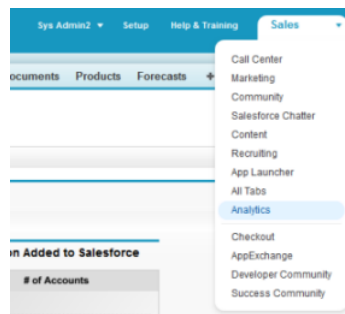 Sys Admin2 ▼ Setup Help & Training Sales ▼
ocuments Products Forecasts +
Call Center
Marketing
Community
Salesforce Chatter
Content
Recruiting
App Launcher
All Tabs
Analytics
Checkout
AppExchange
Developer Community
Success Community
on Added to Salesforce
# of Accounts